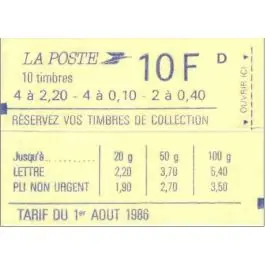 LA POSTE 10 F D
10 timbres
4 à 2,20 - 4 à 0,10 - 2 à 0,40
OUVRIR ICI
RÉSERVEZ VOS TIMBRES DE COLLECTION
Jusqu'à... 20 g 50 g 100 g
LETTRE 2,20 3,70 5,40
PLI NON URGENT 1,90 2,70 3,50
TARIF DU 1er AOUT 1986